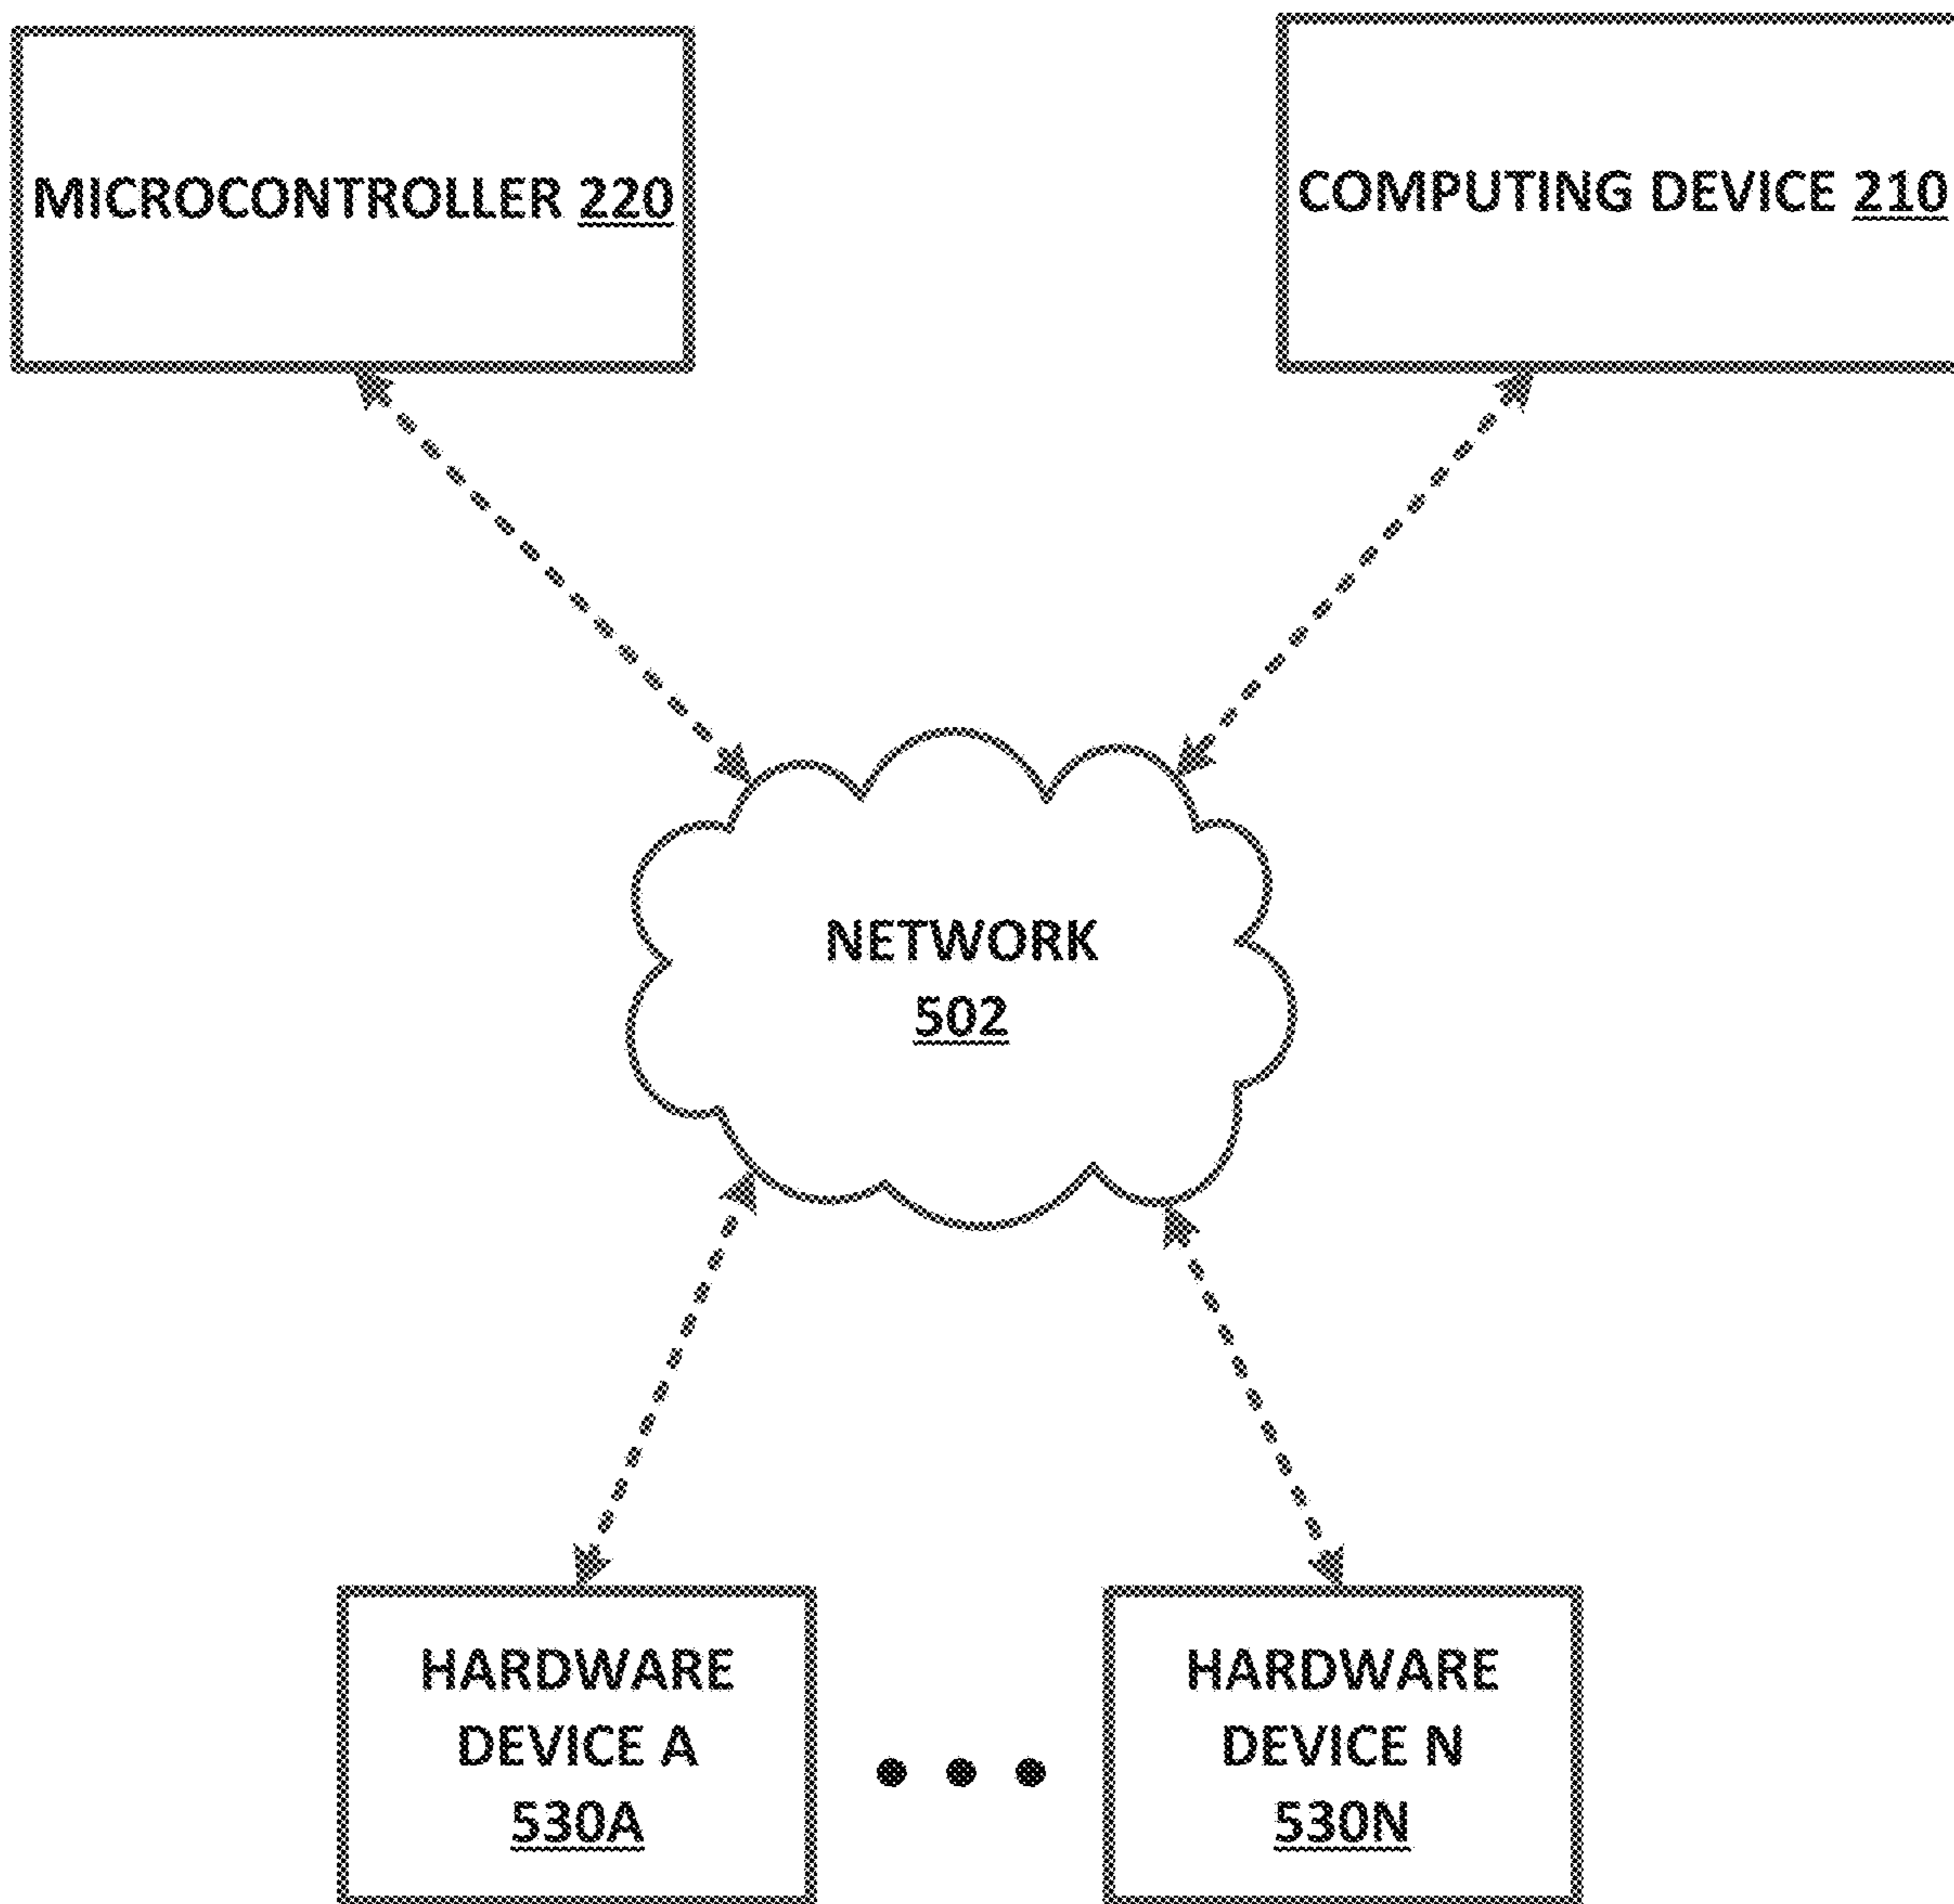 MICROCONTROLLER 220
COMPUTING DEVICE 210
NETWORK
502
HARDWARE
DEVICE A
530A
HARDWARE
DEVICE N
530N